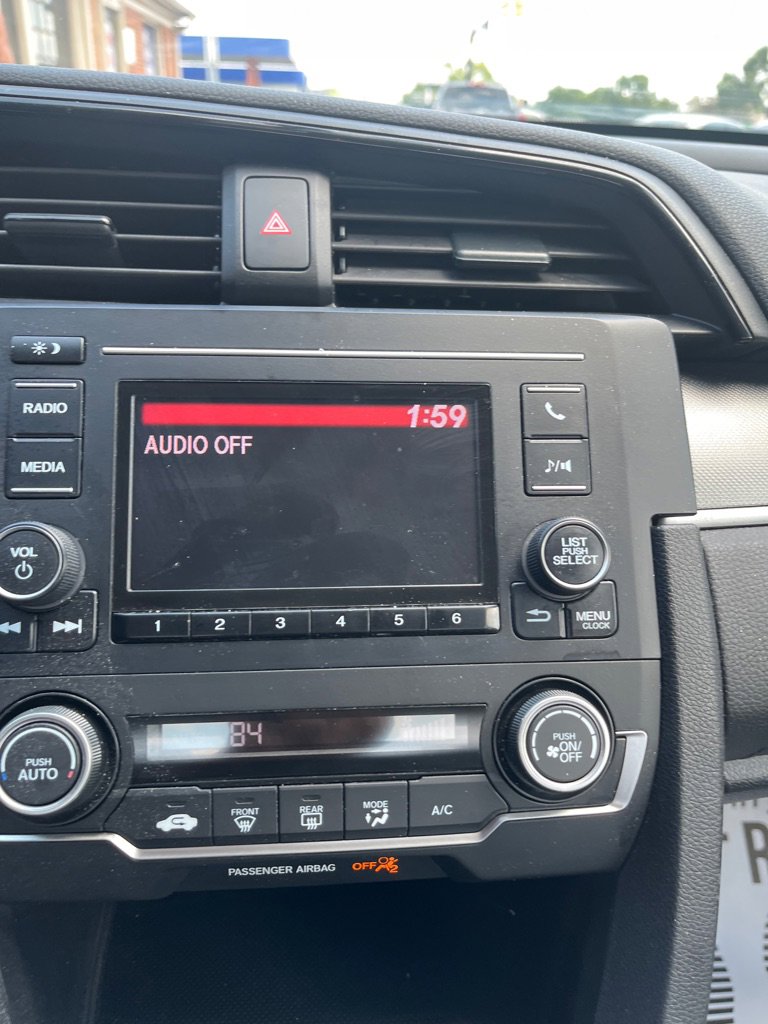 RADIO
MEDIA
1:59
AUDIO OFF
VOL
LIST
PUSH
SELECT
1 2 3 4 5 6
MENU
CLOCK
PUSH
AUTO
84
PUSH
ON/
OFF
FRONT
REAR
MODE
A/C
PASSENGER AIRBAG OFF 2
R